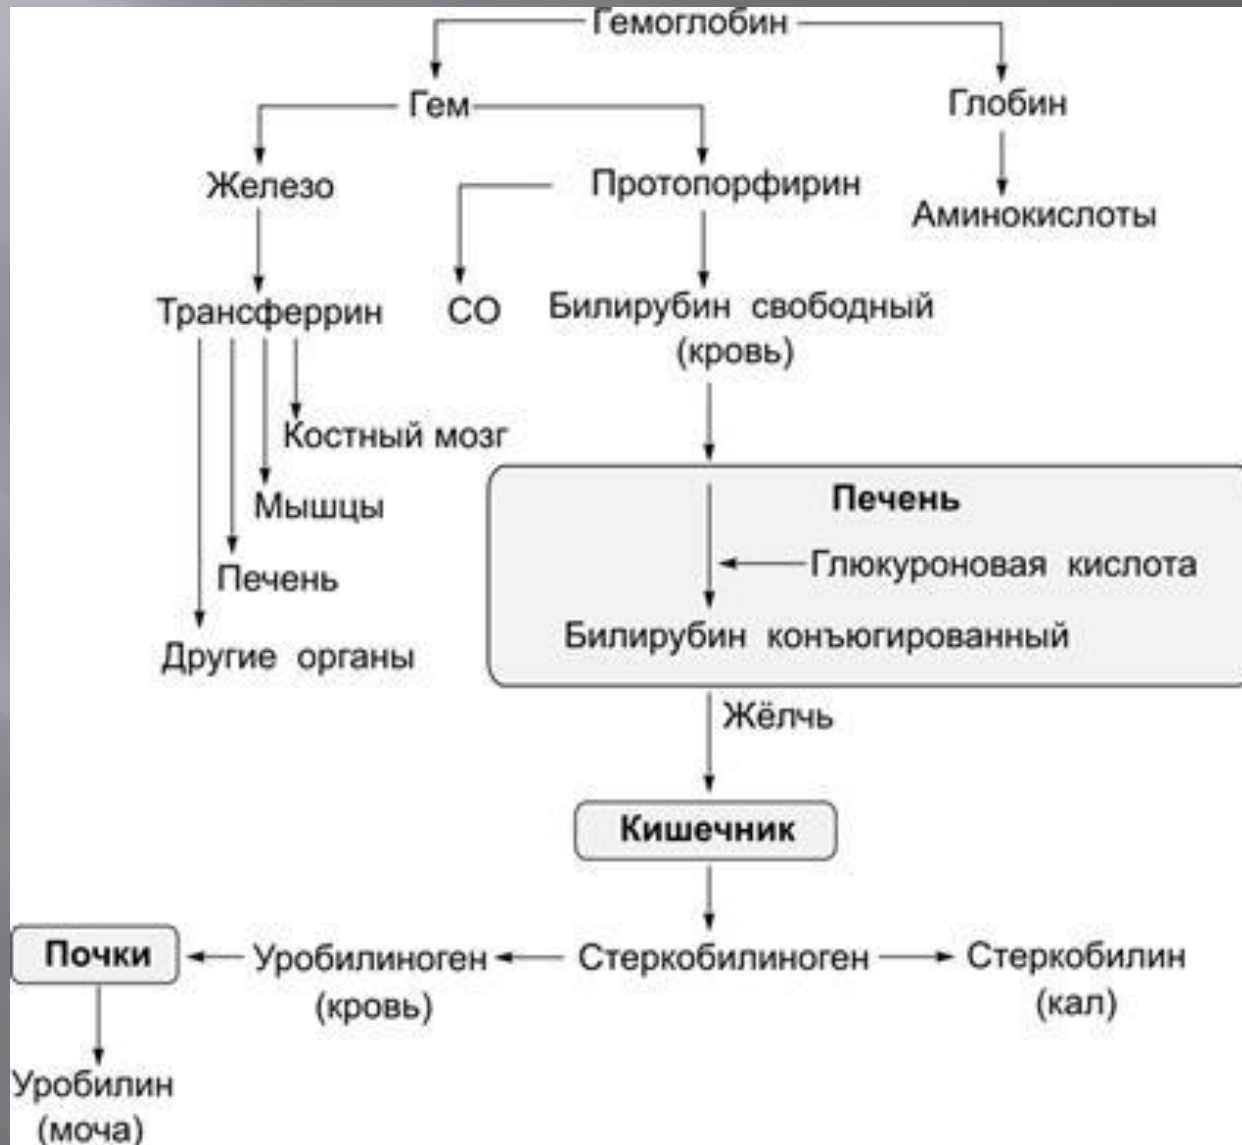 Гемоглобин
Гем
Глобин
Железо
Протопорфирин
Аминокислоты
Трансферрин
СО
Билирубин свободный
(кровь)
Костный мозг
Мышцы
Печень
Другие органы
Печень
Глюкуроновая кислота
Билирубин конъюгированный
Жёлчь
Кишечник
Почки
Уробилиноген
(кровь)
Стеркобилиноген
Стеркобилин
(кал)
Уробилин
(моча)